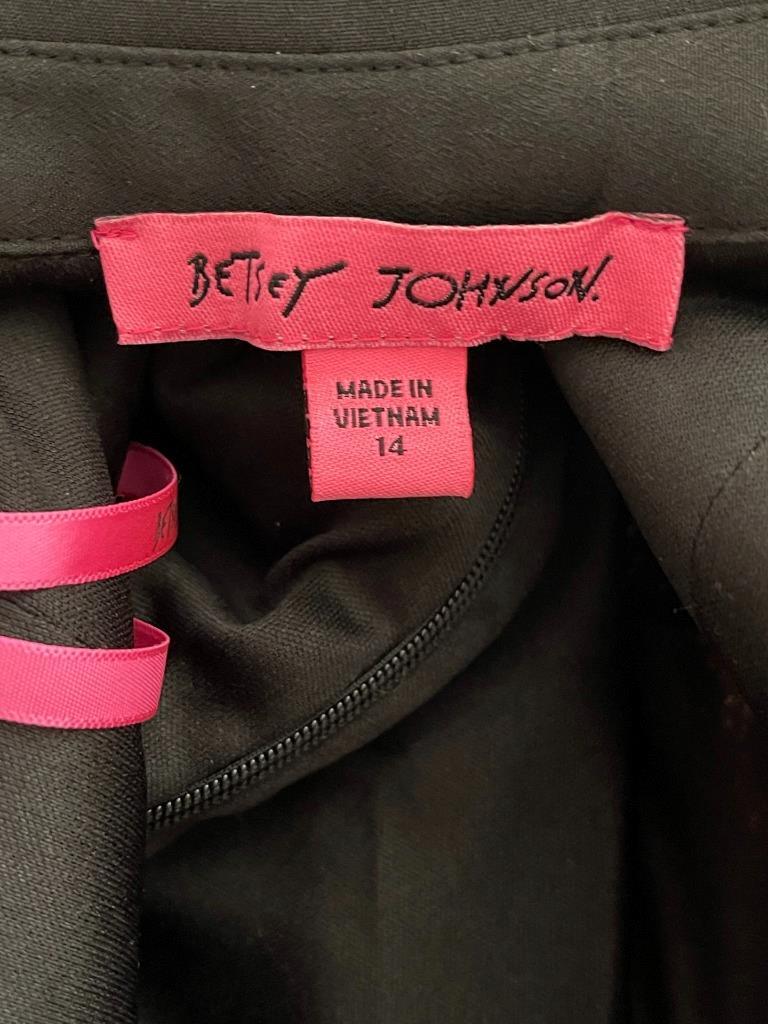 BETSEY JOHNSON.
MADE IN
VIETNAM
14